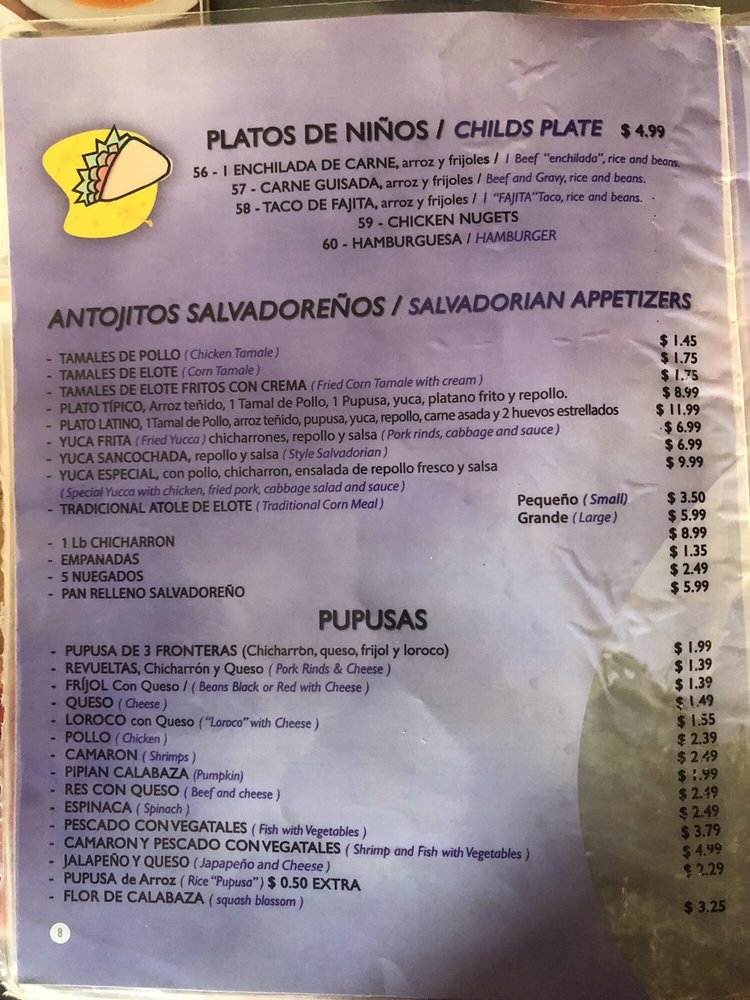 PLATOS DE NIÑOS / CHILDS PLATE $ 4.99
56 - 1 ENCHILADA DE CARNE, arroz y frijoles / 1 Beef "enchilada", rice and beans.
57 - CARNE GUISADA, arroz y frijoles / Beef and Gravy, rice and beans.
58 - TACO DE FAJITA, arroz y frijoles / 1 "FAJITA"Taco, rice and beans.
59 - CHICKEN NUGETS
60 - HAMBURGUESA / HAMBURGER
ANTOJITOS SALVADOREÑOS / SALVADORIAN APPETIZERS
- TAMALES DE POLLO (Chicken Tamale) $ 1.45
- TAMALES DE ELOTE (Corn Tamale) $ 1.75
- TAMALES DE ELOTE FRITOS CON CREMA (Fried Corn Tamale with cream) $ 1.75
- PLATO TÍPICO, Arroz teñido, 1 Tamal de Pollo, 1 Pupusa, yuca, platano frito y repollo. $ 8.99
- PLATO LATINO, 1Tamal de Pollo, arroz teñido, pupusa, yuca, repollo, carne asada y 2 huevos estrellados $ 11.99
- YUCA FRITA (Fried Yucca) chicharrones, repollo y salsa (Pork rinds, cabbage and sauce) $ 6.99
- YUCA SANCOCHADA, repollo y salsa (Style Salvadorian) $ 6.99
- YUCA ESPECIAL, con pollo, chicharron, ensalada de repollo fresco y salsa $ 9.99
(Special Yucca with chicken, fried pork, cabbage salad and sauce)
- TRADICIONAL ATOLE DE ELOTE (Traditional Corn Meal) Pequeño (Small) $ 3.50
Grande (Large) $ 5.99
- 1 Lb CHICHARRON $ 8.99
- EMPANADAS $ 1.35
- 5 NUEGADOS $ 2.49
- PAN RELLENO SALVADOREÑO $ 5.99
PUPUSAS
- PUPUSA DE 3 FRONTERAS (Chicharrón, queso, frijol y loroco) $ 1.99
- REVUELTAS, Chicharrón y Queso (Pork Rinds & Cheese) $ 1.39
- FRÍJOL Con Queso / (Beans Black or Red with Cheese) $ 1.39
- QUESO (Cheese) $ 1.49
- LOROCO con Queso ("Loroco" with Cheese) $ 1.55
- POLLO (Chicken) $ 2.39
- CAMARON (Shrimps) $ 2.49
- PIPIAN CALABAZA (Pumpkin) $ 1.99
- RES CON QUESO (Beef and cheese) $ 2.49
- ESPINACA (Spinach) $ 2.49
- PESCADO CON VEGATALES (Fish with Vegetables) $ 3.79
- CAMARON Y PESCADO CON VEGATALES (Shrimp and Fish with Vegetables) $ 4.99
- JALAPEÑO Y QUESO (Japapeño and Cheese) $ 2.29
- PUPUSA de Arroz (Rice "Pupusa") $ 0.50 EXTRA
- FLOR DE CALABAZA (squash blossom) $ 3.25
8